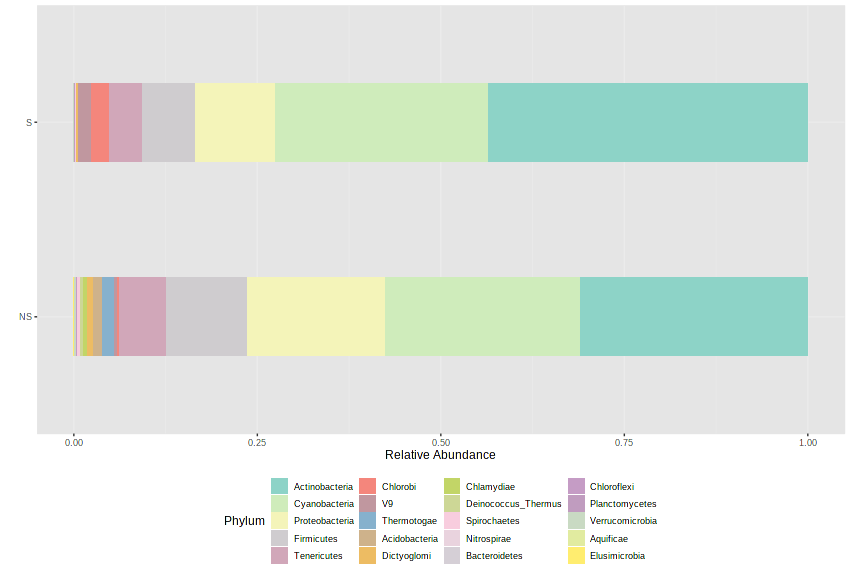 S
NS
0.00 0.25 0.50 0.75 1.00
Relative Abundance
Phylum
Actinobacteria Chlorobi Chlamydiae Chloroflexi
Cyanobacteria V9 Deinococcus_Thermus Planctomycetes
Proteobacteria Thermotogae Spirochaetes Verrucomicrobia
Firmicutes Acidobacteria Nitrospirae Aquificae
Tenericutes Dictyoglomi Bacteroidetes Elusimicrobia